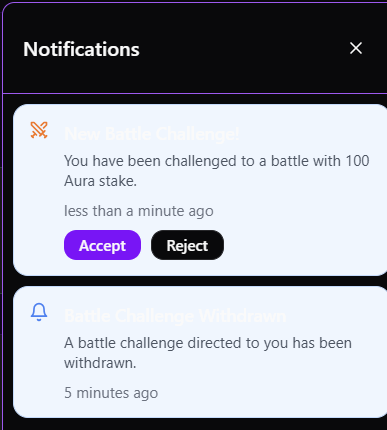 Notifications
New Battle Challenge!
You have been challenged to a battle with 100
Aura stake.
less than a minute ago
Accept Reject
Battle Challenge Withdrawn
A battle challenge directed to you has been
withdrawn.
5 minutes ago